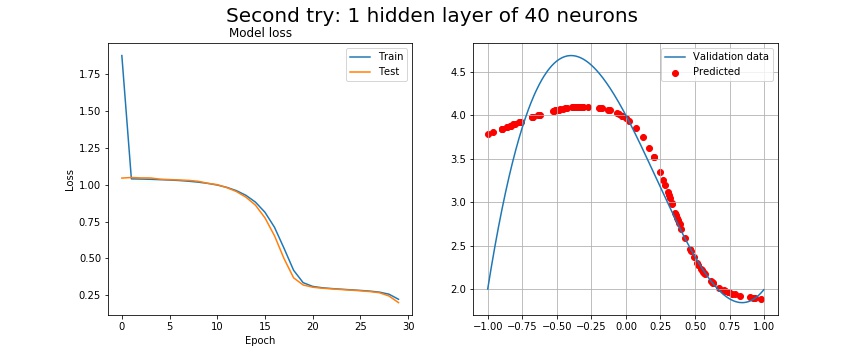 Second try: 1 hidden layer of 40 neurons
Model loss
Train
Test
1.75
1.50
1.25
1.00
0.75
0.50
0.25
Loss
0 5 10 15 20 25 30
Epoch
Validation data
Predicted
4.5
4.0
3.5
3.0
2.5
2.0
−1.00 −0.75 −0.50 −0.25 0.00 0.25 0.50 0.75 1.00